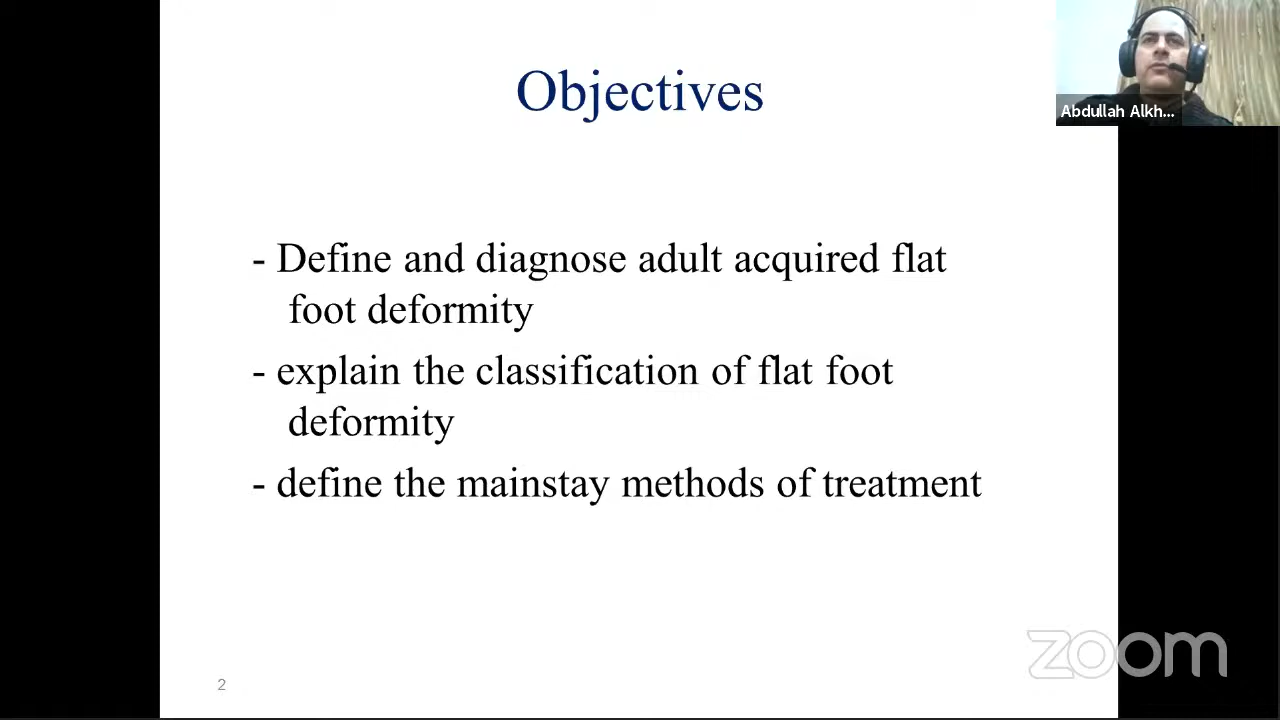 Objectives
Abdullah Alkh...
- Define and diagnose adult acquired flat
foot deformity
- explain the classification of flat foot
deformity
- define the mainstay methods of treatment
zoom
2